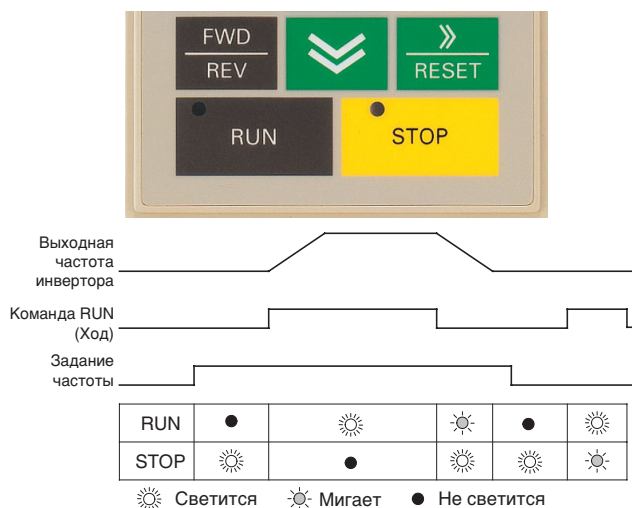 FWD
REV
RESET
RUN
STOP
Выходная
частота
инвертора
Команда RUN
(Ход)
Задание
частоты
RUN
STOP
Светится Мигает Не светится